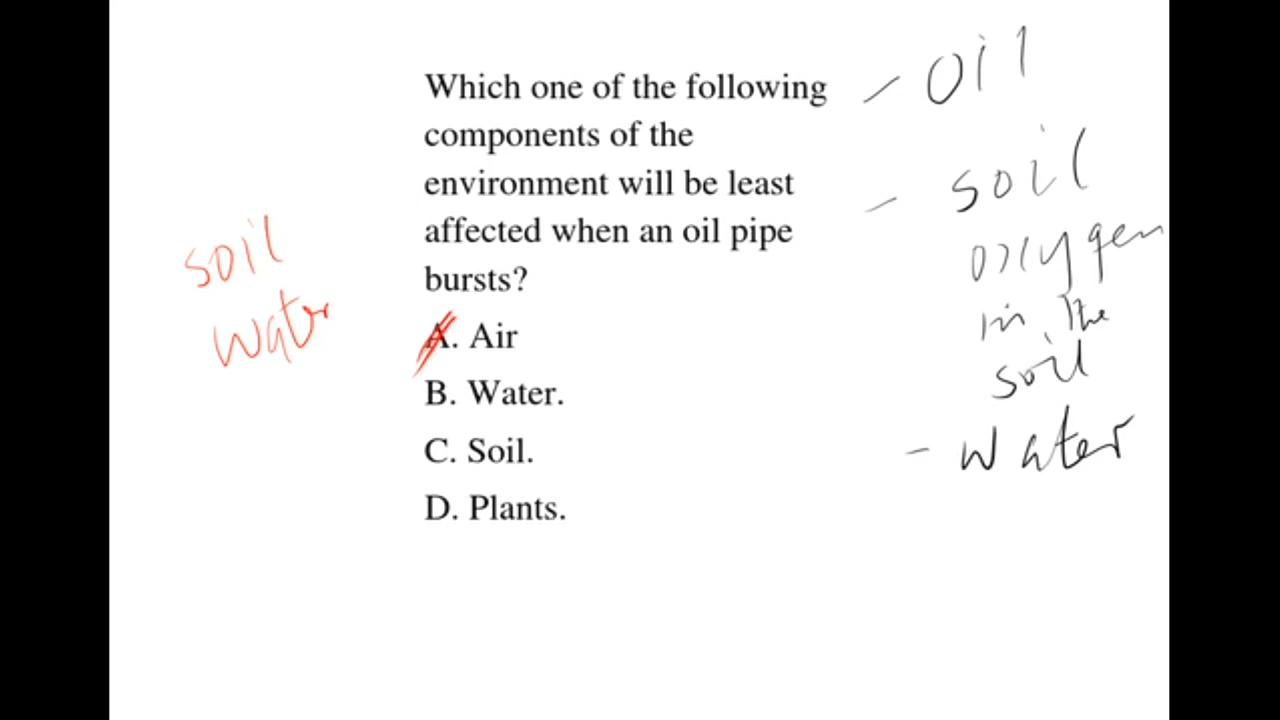 Which one of the following
components of the
environment will be least
affected when an oil pipe
bursts?
A. Air
B. Water.
C. Soil.
D. Plants.
soil
water
- oil
- soil
oxygen
in the
soil
- water